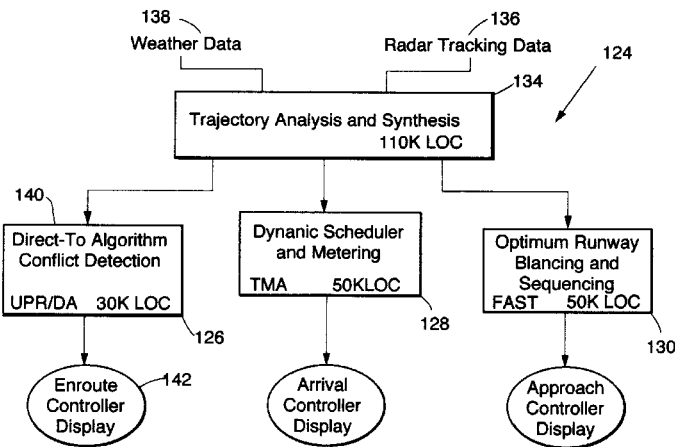 138
Weather Data
136
Radar Tracking Data
134
124
Trajectory Analysis and Synthesis
110K LOC
140
Direct-To Algorithm
Conflict Detection
UPR/DA 30K LOC
126
Dynamic Scheduler
and Metering
TMA 50KLOC
128
Optimum Runway
Blancing and
Sequencing
FAST 50K LOC
130
Enroute
Controller
Display
142
Arrival
Controller
Display
Approach
Controller
Display